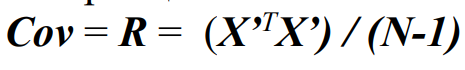 Cov = R = (X’ᵀX’) / (N-1)